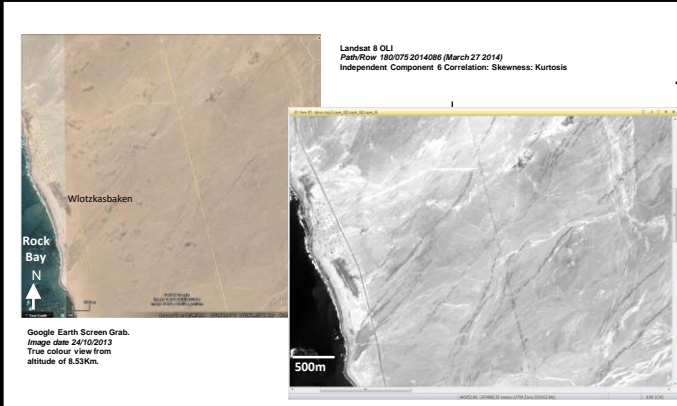 Landsat 8 OLI
Path/Row 180/075 2014086 (March 27 2014)
Independent Component 6 Correlation: Skewness: Kurtosis
Wlotzkasbaken
Rock
Bay
N
Google Earth Screen Grab.
Image date 24/10/2013
True colour view from
altitude of 8.53Km.
500m